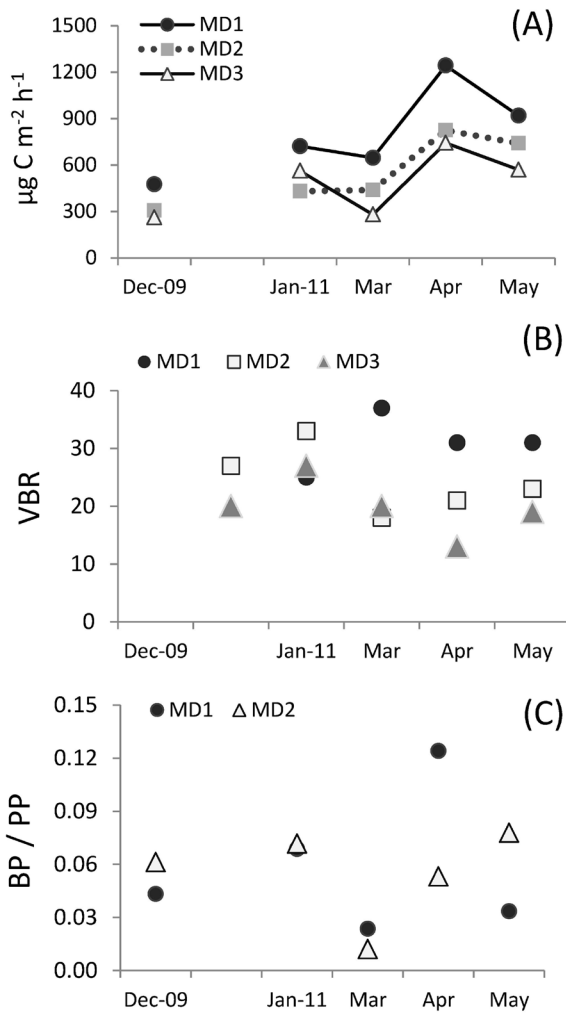 (A)
MD1
MD2
MD3
µg C m-2 h-1
1500
1200
900
600
300
0
Dec-09 Jan-11 Mar Apr May
(B)
MD1 MD2 MD3
VBR
40
30
20
10
0
Dec-09 Jan-11 Mar Apr May
(C)
MD1 MD2
BP / PP
0.15
0.12
0.09
0.06
0.03
0.00
Dec-09 Jan-11 Mar Apr May